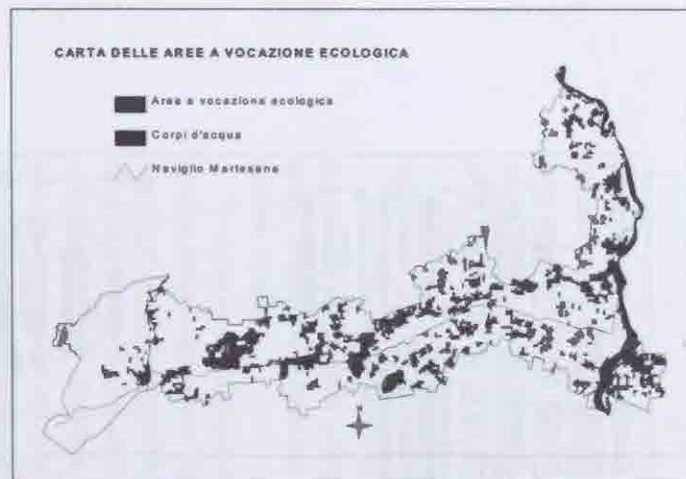 CARTA DELLE AREE A VOCAZIONE ECOLOGICA
Aree a vocazione ecologica
Corpi d'acqua
Naviglio Martesana